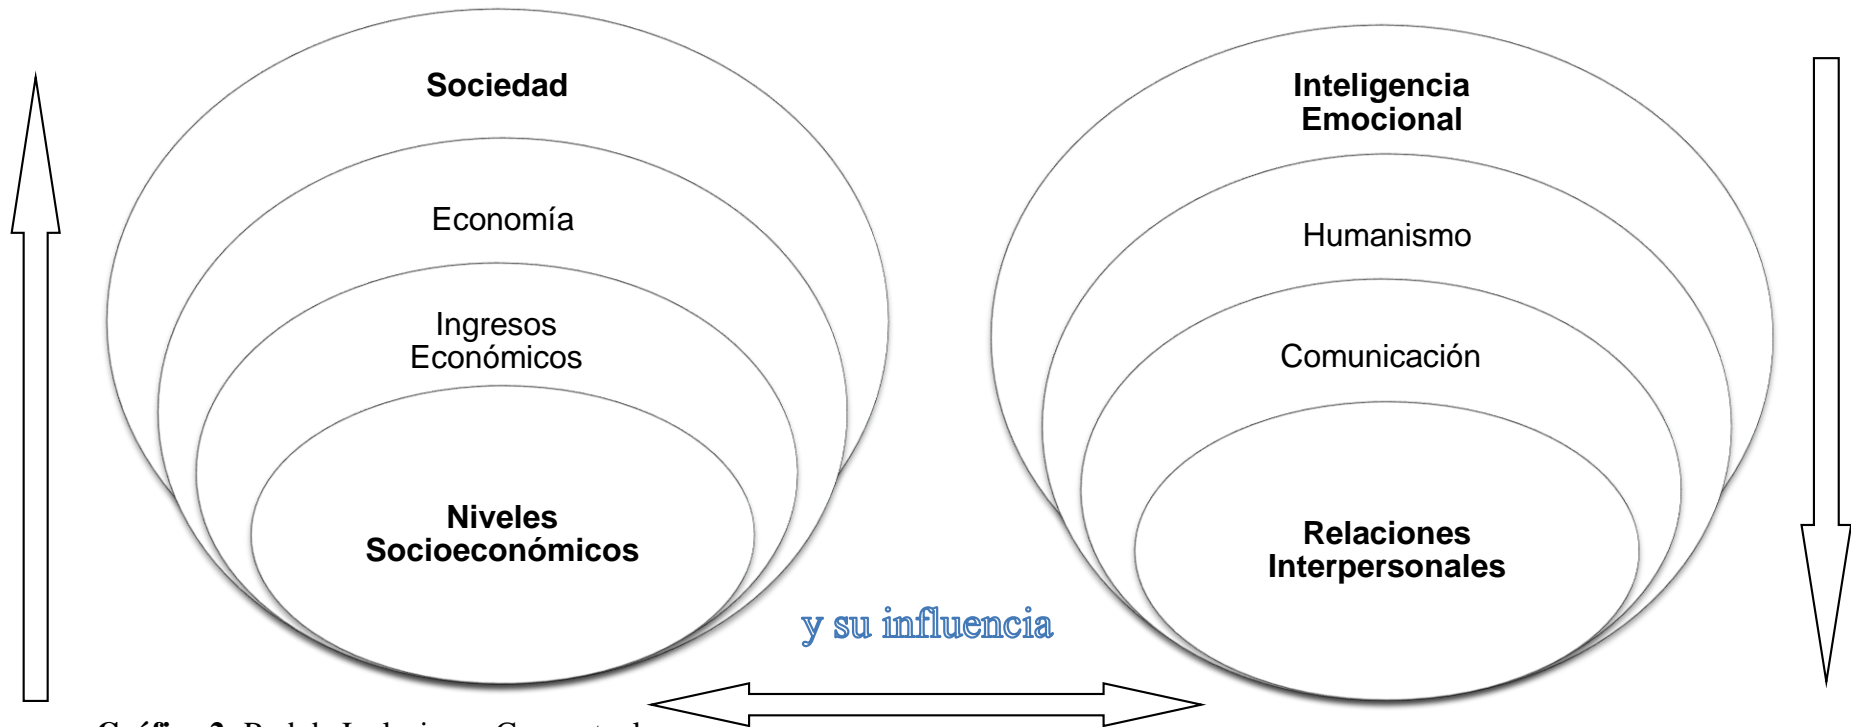 Sociedad
Economía
Ingresos
Económicos
Niveles
Socioeconómicos
Inteligencia
Emocional
Humanismo
Comunicación
Relaciones
Interpersonales
y su influencia